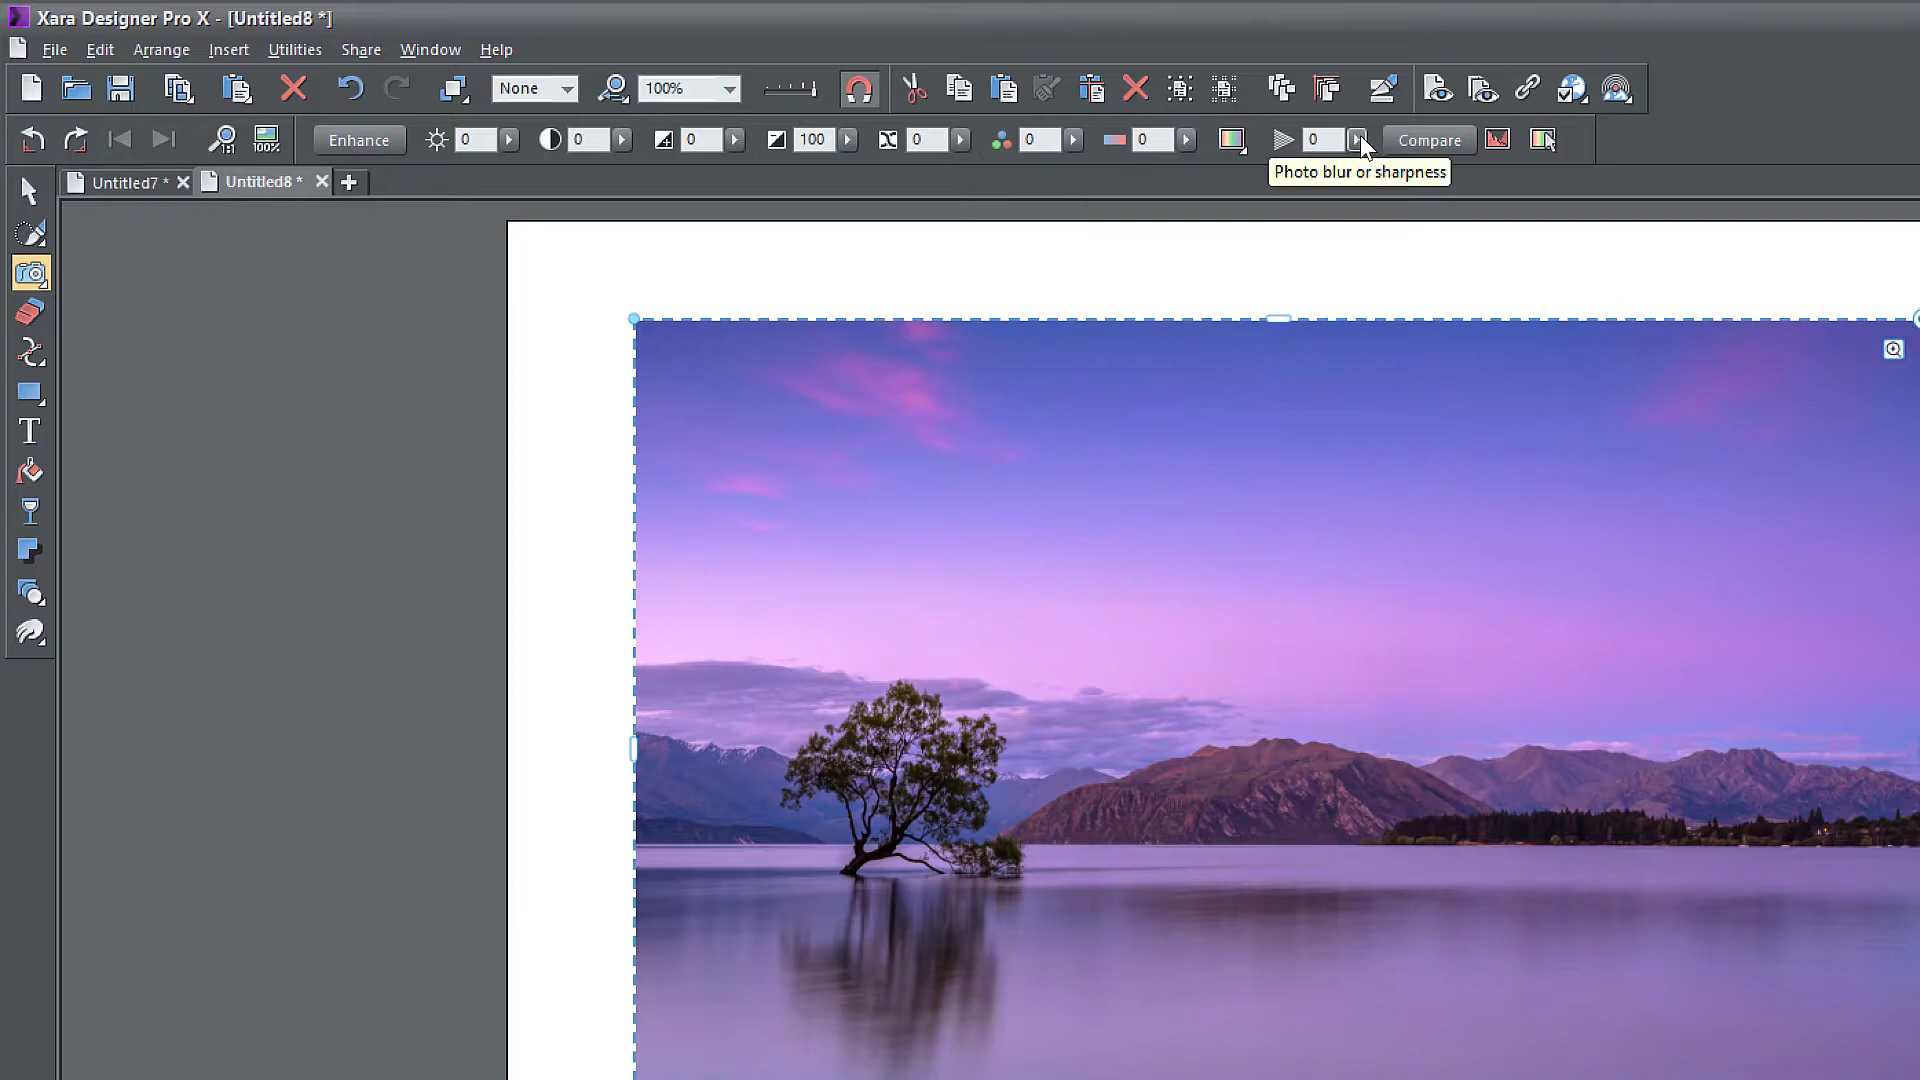 Xara Designer Pro X - [Untitled8 *]
File Edit Arrange Insert Utilities Share Window Help
None 100%
100% Enhance 0 0 0 100 0 0 0 0 Compare
Photo blur or sharpness
Untitled7 * Untitled8 *